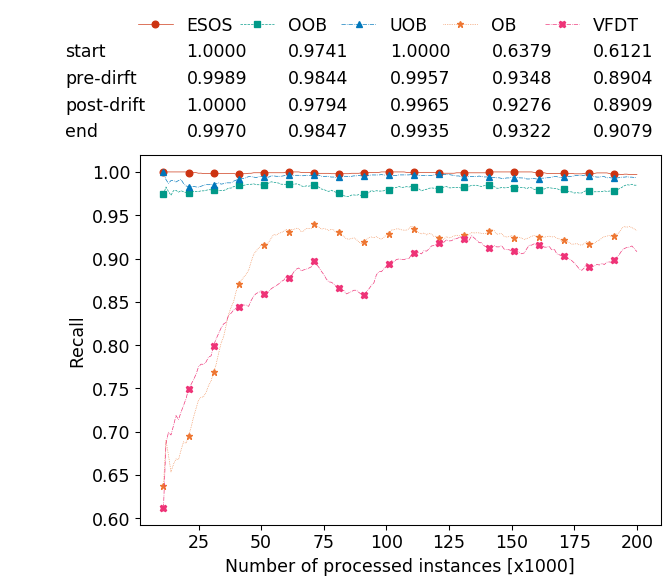 ESOS OOB UOB OB VFDT
start 1.0000 0.9741 1.0000 0.6379 0.6121
pre-dirft 0.9989 0.9844 0.9957 0.9348 0.8904
post-drift 1.0000 0.9794 0.9965 0.9276 0.8909
end 0.9970 0.9847 0.9935 0.9322 0.9079
1.00
0.95
0.90
0.85
0.80
0.75
0.70
0.65
0.60
Recall
25 50 75 100 125 150 175 200
Number of processed instances [x1000]